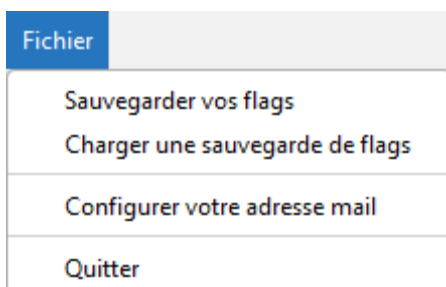 Fichier
Sauvegarder vos flags
Charger une sauvegarde de flags
Configurer votre adresse mail
Quitter